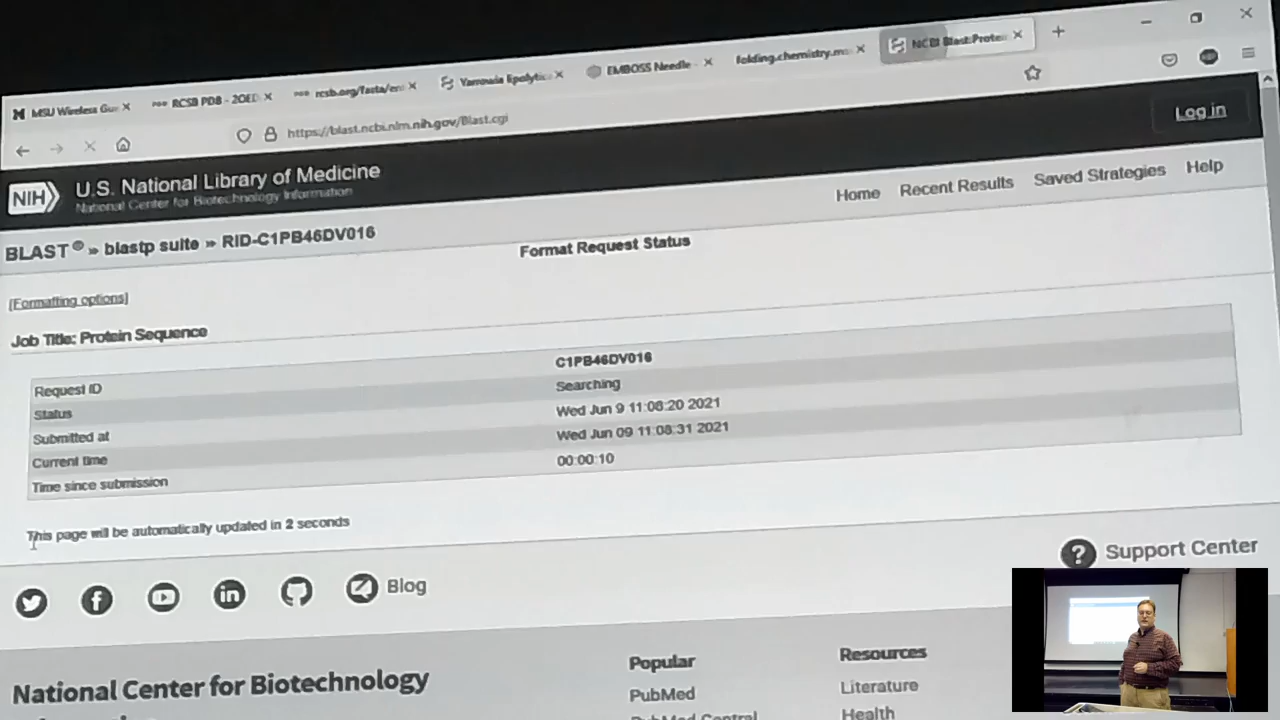 MSU Wireless Gue
RCSB PDB - 2OED
rcsb.org/fasta/en
Yarrowia lipolytic
EMBOSS Needle
folding.chemistry.ms
NCBI Blast:Protei
https://blast.ncbi.nlm.nih.gov/Blast.cgi
NIH
U.S. National Library of Medicine
National Center for Biotechnology Information
Log in
Home Recent Results Saved Strategies Help
BLAST ® » blastp suite » RID-C1PB46DV016
Format Request Status
[Formatting options]
Job Title: Protein Sequence
Request ID C1PB46DV016
Status Searching
Submitted at Wed Jun 9 11:08:20 2021
Current time Wed Jun 09 11:08:31 2021
Time since submission 00:00:10
This page will be automatically updated in 2 seconds
Support Center
Blog
National Center for Biotechnology
Popular
PubMed
PubMed Central
Resources
Literature
Health